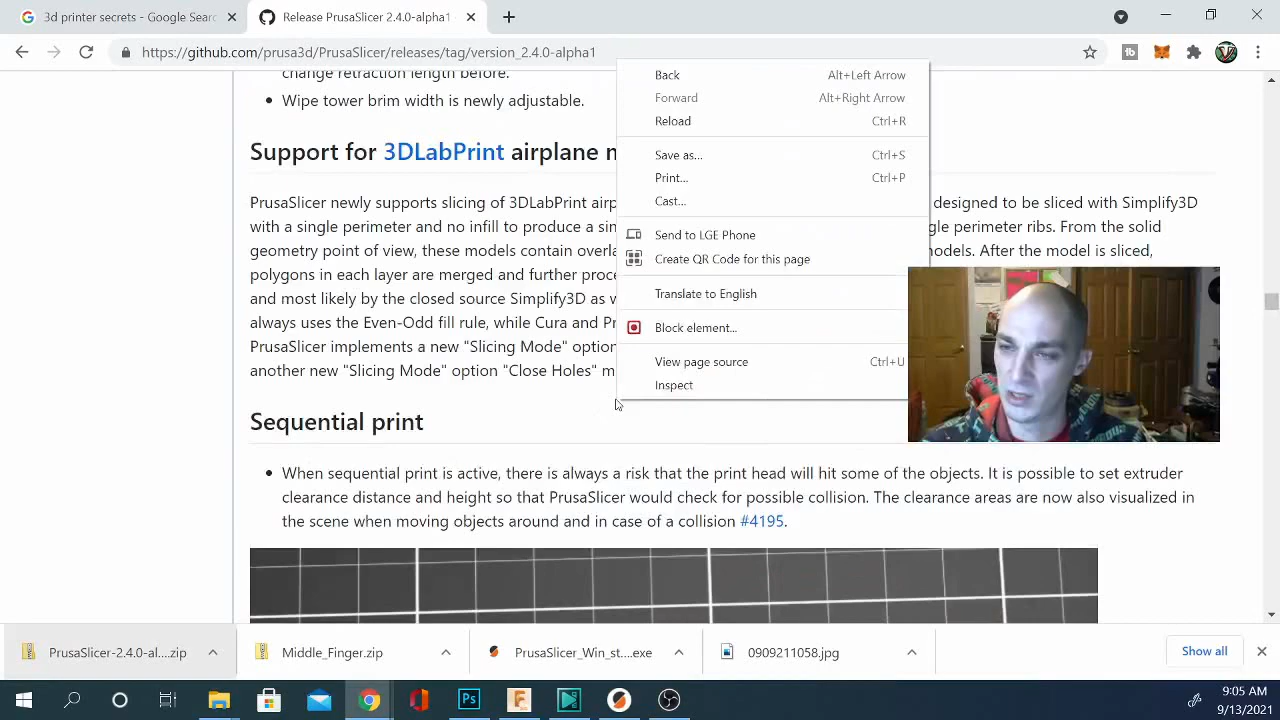 3d printer secrets - Google Sear
Release PrusaSlicer 2.4.0-alpha1
https://github.com/prusa3d/PrusaSlicer/releases/tag/version_2.4.0-alpha1
change retraction length before.
Wipe tower brim width is newly adjustable.
Support for 3DLabPrint airplane m
PrusaSlicer newly supports slicing of 3DLabPrint airp designed to be sliced with Simplify3D
with a single perimeter and no infill to produce a sin gle perimeter ribs. From the solid
geometry point of view, these models contain overla models. After the model is sliced,
polygons in each layer are merged and further proce
and most likely by the closed source Simplify3D as w
always uses the Even-Odd fill rule, while Cura and Pr
PrusaSlicer implements a new "Slicing Mode" option
another new "Slicing Mode" option "Close Holes" m
Back Alt+Left Arrow
Forward Alt+Right Arrow
Reload Ctrl+R
Save as... Ctrl+S
Print... Ctrl+P
Cast...
Send to LGE Phone
Create QR Code for this page
Translate to English
Block element...
View page source Ctrl+U
Inspect
Sequential print
When sequential print is active, there is always a risk that the print head will hit some of the objects. It is possible to set extruder
clearance distance and height so that PrusaSlicer would check for possible collision. The clearance areas are now also visualized in
the scene when moving objects around and in case of a collision #4195.
PrusaSlicer-2.4.0-al....zip
Middle_Finger.zip
PrusaSlicer_Win_st....exe
0909211058.jpg
Show all
9:05 AM
9/13/2021